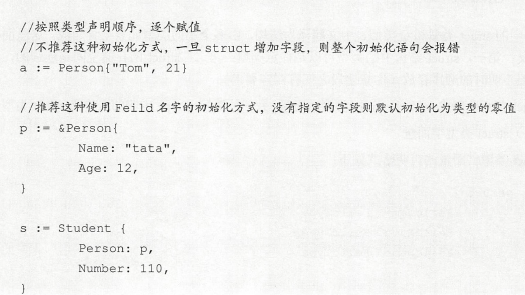 //按照类型声明顺序，逐个赋值
//不推荐这种初始化方式，一旦 struct 增加字段，则整个初始化语句会报错
a := Person{"Tom", 21}
//推荐这种使用 Feild 名字的初始化方式，没有指定的字段则默认初始化为类型的零值
p := &Person{
Name: "tata",
Age: 12,
}
s := Student {
Person: p,
Number: 110,
}